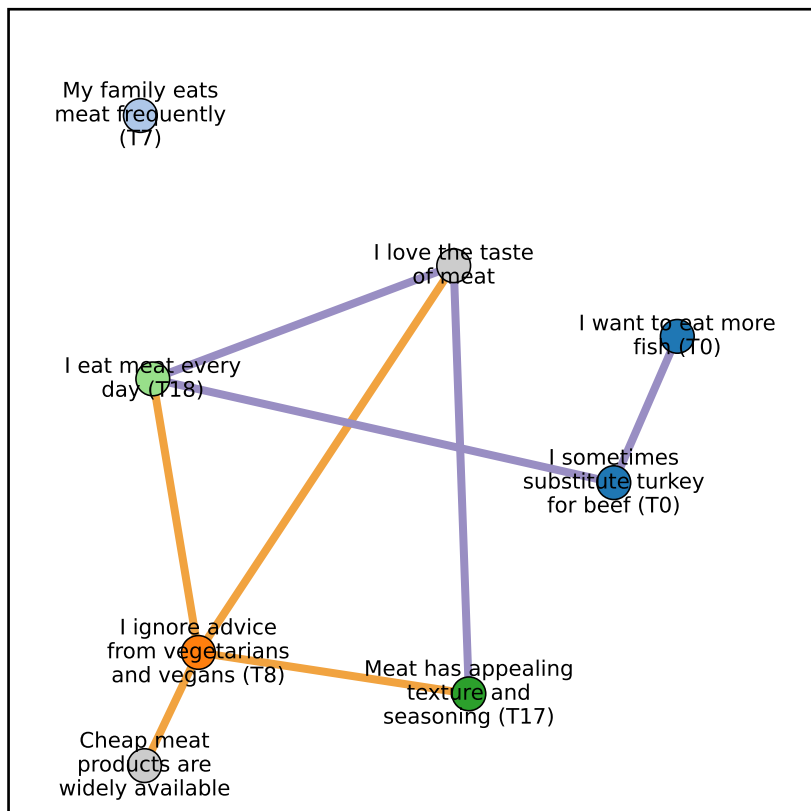 My family eats
meat frequently
(T7)
I love the taste
of meat
I want to eat more
fish (T0)
I eat meat every
day (T18)
I sometimes
substitute turkey
for beef (T0)
I ignore advice
from vegetarians
and vegans (T8)
Meat has appealing
texture and
seasoning (T17)
Cheap meat
products are
widely available